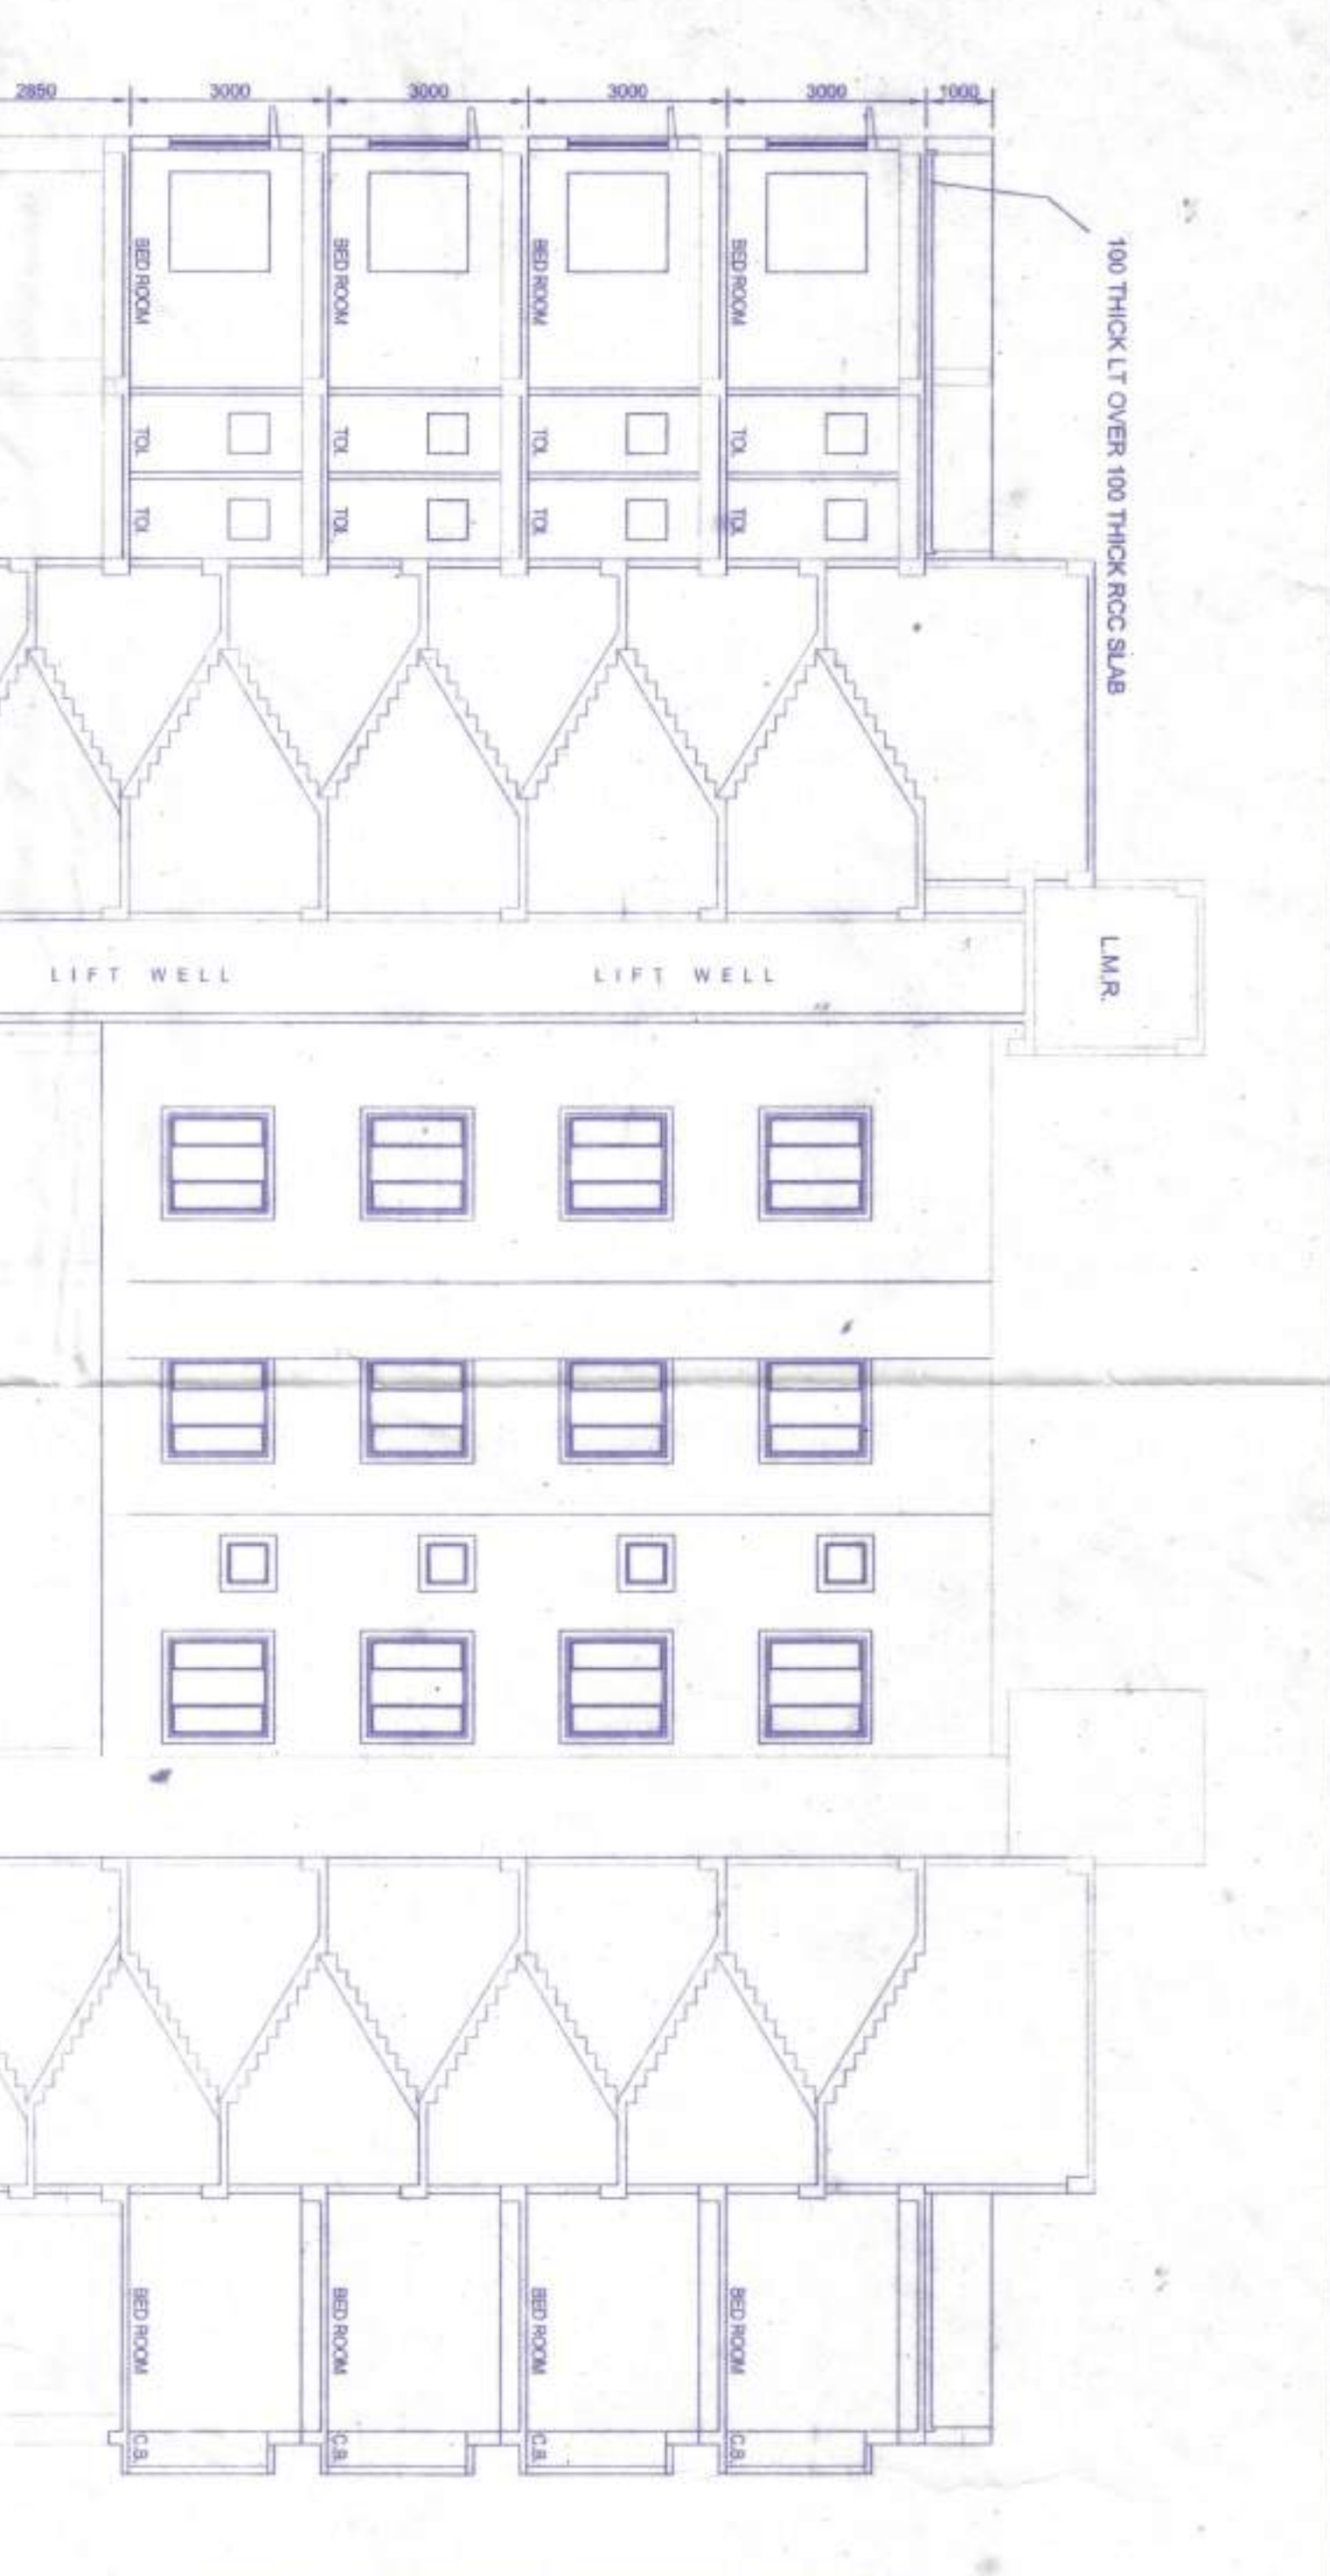 2850 3000 3000 3000 3000 1000
100 THICK LT OVER 100 THICK RCC SLAB
BED ROOM BED ROOM BED ROOM BED ROOM
TOI. TOI. TOI. TOI.
TOI. TOI. TOI. TOI.
LIFT WELL LIFT WELL
L.M.R.
BED ROOM BED ROOM BED ROOM BED ROOM
C.B. C.B. C.B. C.B.